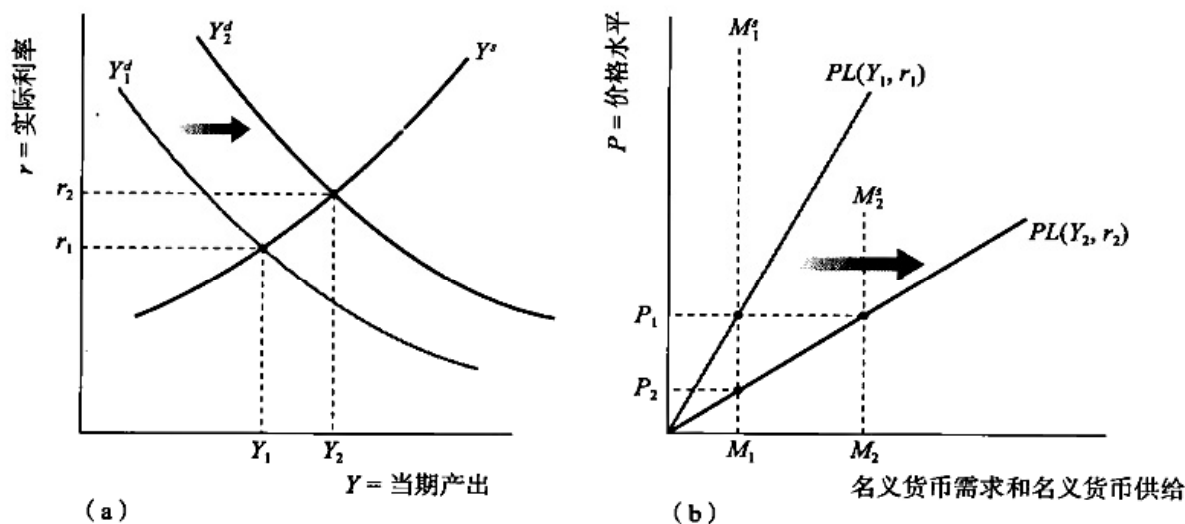 r = 实际利率
Y₁ᵈ
Y₂ᵈ
Yˢ
r₂
r₁
Y₁
Y₂
Y = 当期产出
(a)
P = 价格水平
M₁ˢ
PL(Y₁, r₁)
M₂ˢ
PL(Y₂, r₂)
P₁
P₂
M₁
M₂
名义货币需求和名义货币供给
(b)